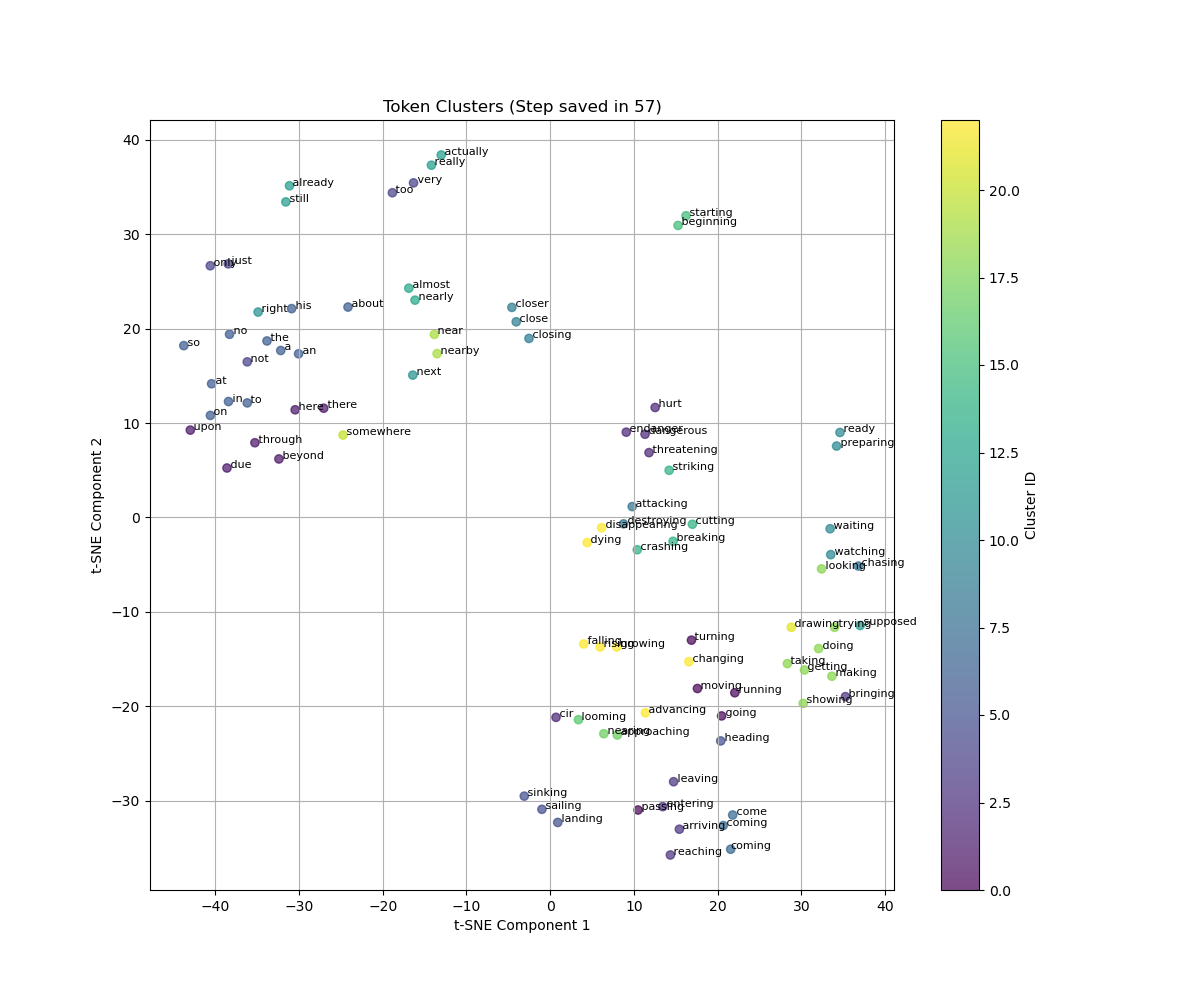 Token Clusters (Step saved in 57)
40
30
20
10
0
−10
−20
−30
t-SNE Component 2
−40
−30
−20
−10
0
10
20
30
40
t-SNE Component 1
actually
really
very
too
already
still
starting
beginning
only
just
almost
nearly
right
his
about
closer
close
closing
no
the
a
an
so
not
near
nearby
next
at
in
to
on
here
there
upon
somewhere
through
beyond
due
hurt
endanger
dangerous
threatening
striking
ready
preparing
attacking
destroying
disappearing
cutting
dying
crashing
breaking
waiting
watching
looking
chasing
drawing
trying
supposed
falling
rising
growing
turning
changing
doing
taking
getting
making
moving
running
showing
bringing
cir
looming
advancing
going
nearing
approaching
heading
leaving
sinking
sailing
landing
passing
entering
come
coming
arriving
reaching
coming
20.0
17.5
15.0
12.5
10.0
7.5
5.0
2.5
0.0
Cluster ID